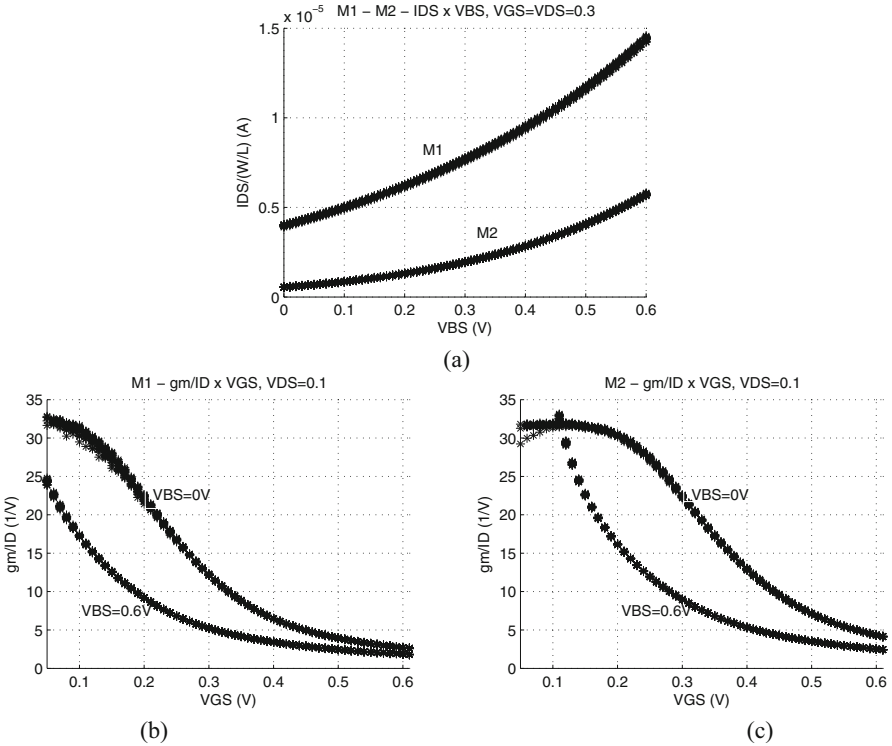 M1 – M2 – IDS x VBS, VGS=VDS=0.3
x 10⁻⁵
1.5
1
0.5
0
IDS/(W/L) (A)
M1
M2
0 0.1 0.2 0.3 0.4 0.5 0.6
VBS (V)
(a)
M1 – gm/ID x VGS, VDS=0.1
35
30
25
20
15
10
5
0
gm/ID (1/V)
VBS=0V
VBS=0.6V
0.1 0.2 0.3 0.4 0.5 0.6
VGS (V)
(b)
M2 – gm/ID x VGS, VDS=0.1
35
30
25
20
15
10
5
0
gm/ID (1/V)
VBS=0V
VBS=0.6V
0.1 0.2 0.3 0.4 0.5 0.6
VGS (V)
(c)